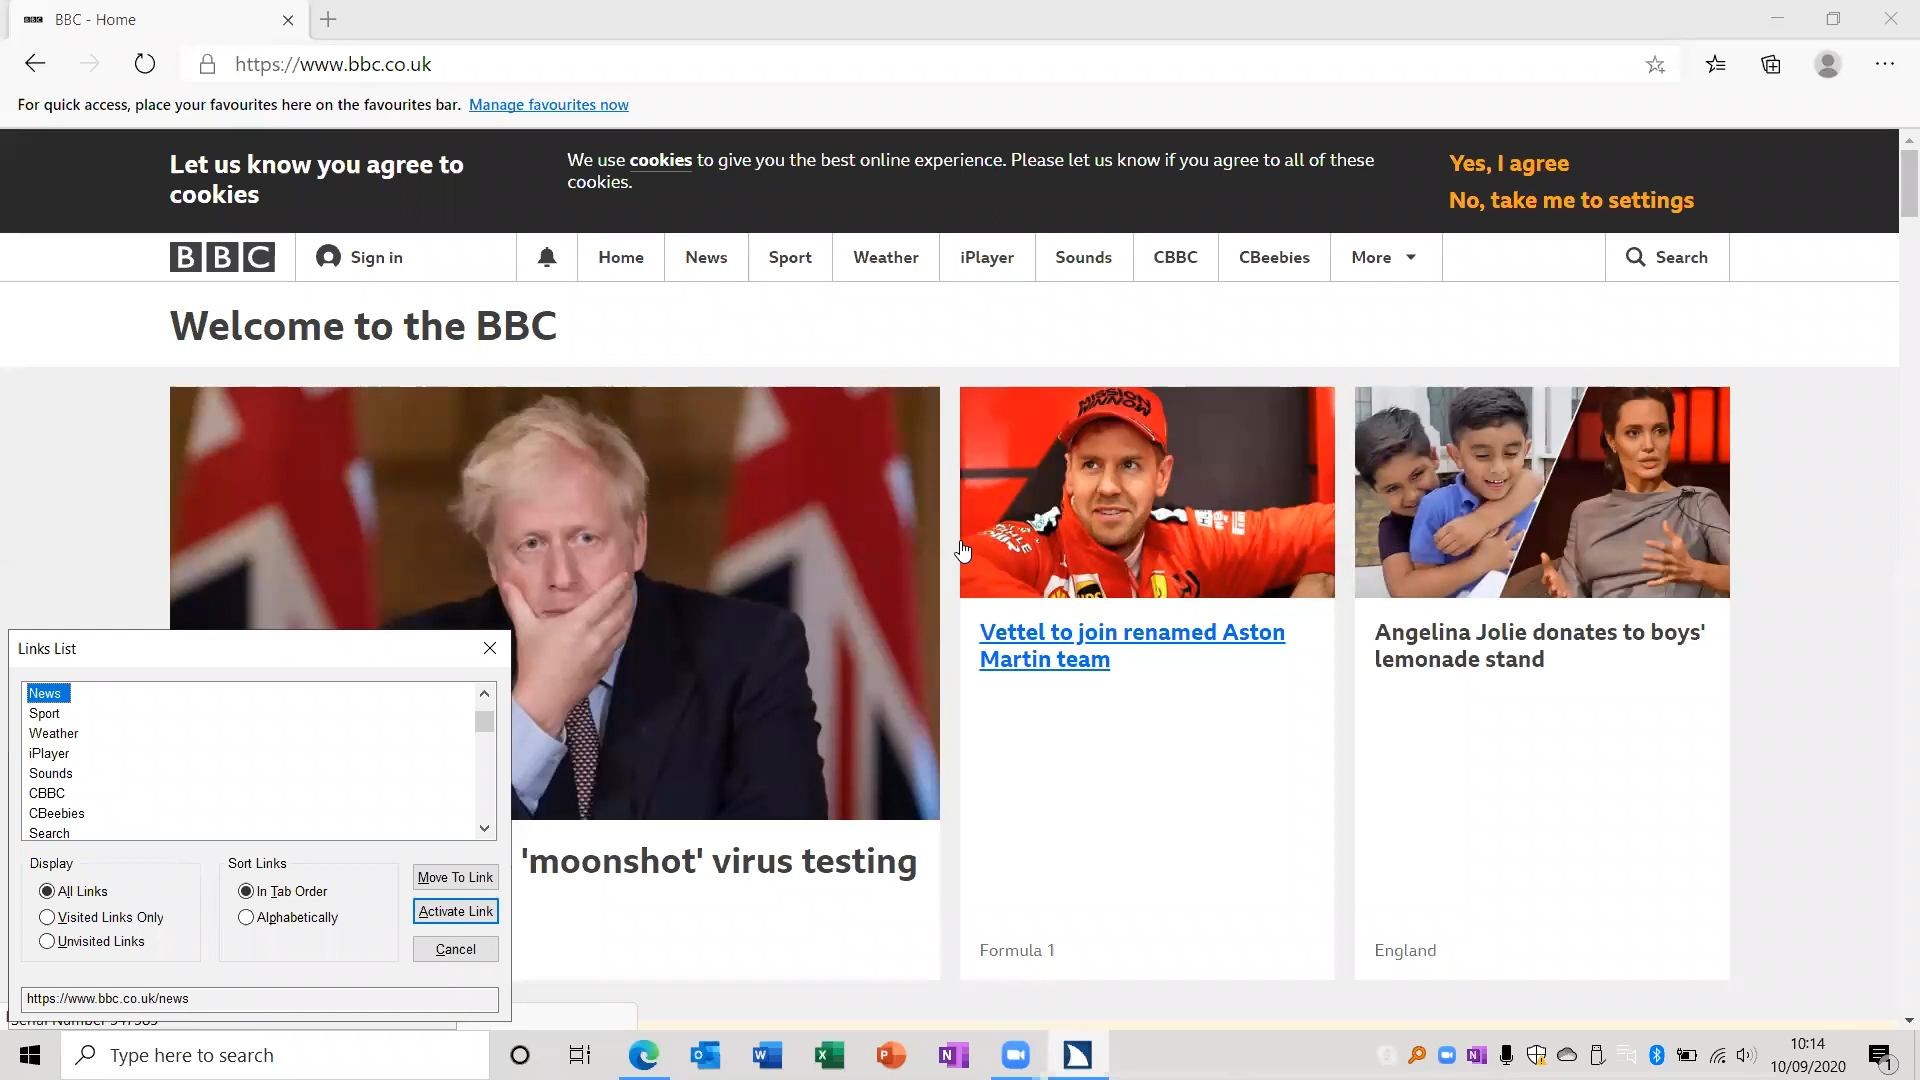 BBC - Home
https://www.bbc.co.uk
For quick access, place your favourites here on the favourites bar. Manage favourites now
Let us know you agree to
cookies
We use cookies to give you the best online experience. Please let us know if you agree to all of these
cookies.
Yes, I agree
No, take me to settings
BBC Sign in Home News Sport Weather iPlayer Sounds CBBC CBeebies More Search
Welcome to the BBC
MISSION
WINNOW
'moonshot' virus testing
Vettel to join renamed Aston
Martin team
Formula 1
Angelina Jolie donates to boys'
lemonade stand
England
Links List
News
Sport
Weather
iPlayer
Sounds
CBBC
CBeebies
Search
Display
All Links
Visited Links Only
Unvisited Links
Sort Links
In Tab Order
Alphabetically
Move To Link
Activate Link
Cancel
https://www.bbc.co.uk/news
Type here to search
10:14
10/09/2020
1